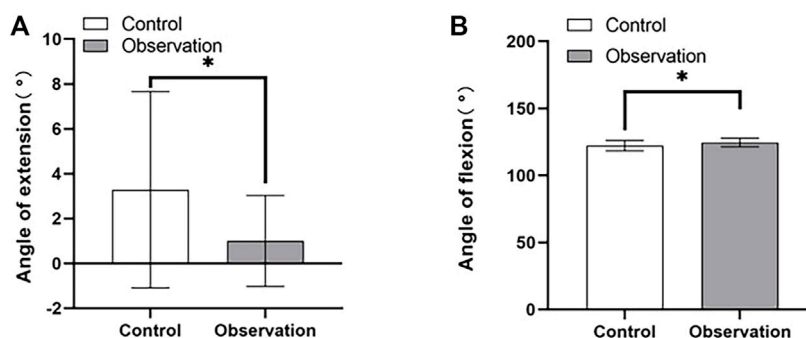 A
Control
Observation
*
Angle of extension(°)
10
8
6
4
2
0
-2
Control Observation
B
Control
Observation
*
Angle of flexion(°)
200
150
100
50
0
Control Observation